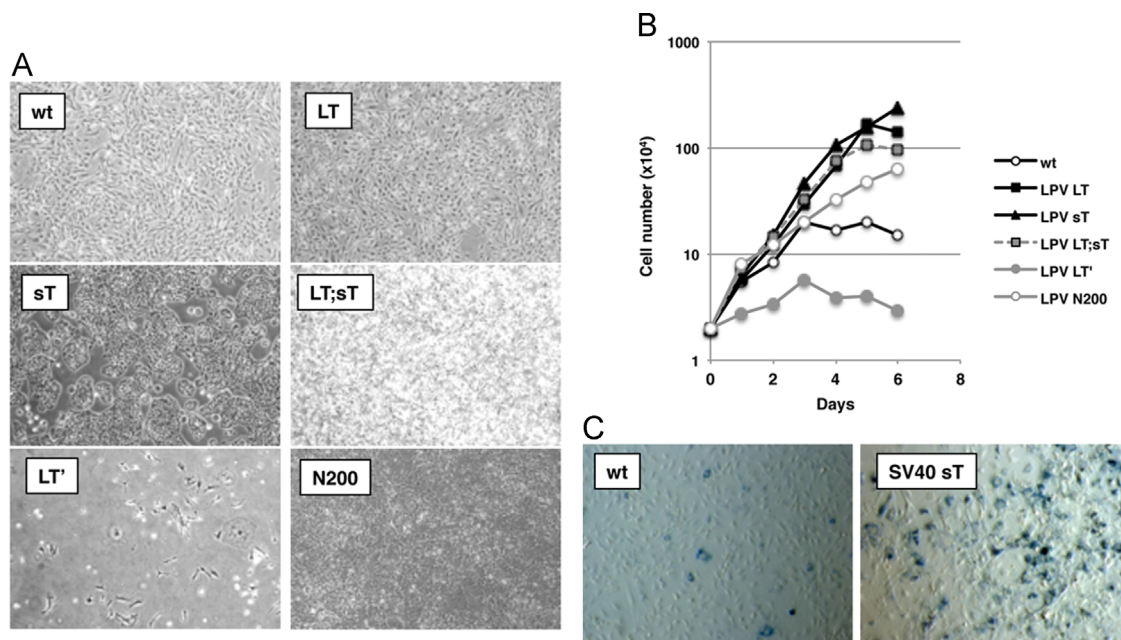 A
wt
LT
sT
LT;sT
LT'
N200
B
1000
100
10
1
0
2
4
6
8
Cell number (x10⁴)
Days
wt
LPV LT
LPV sT
LPV LT;sT
LPV LT'
LPV N200
C
wt
SV40 sT